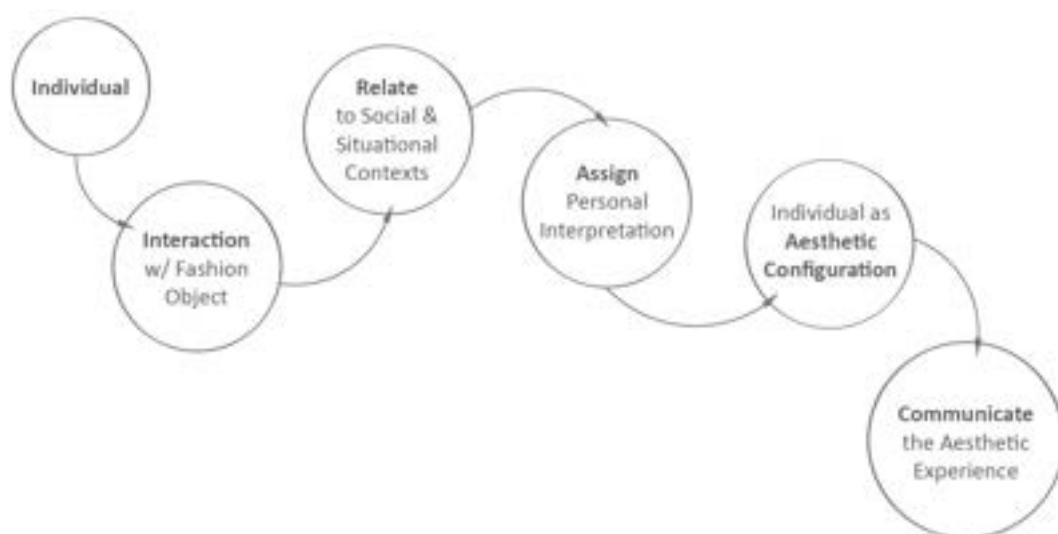 Individual
Interaction
w/ Fashion
Object
Relate
to Social &
Situational
Contexts
Assign
Personal
Interpretation
Individual as
Aesthetic
Configuration
Communicate
the Aesthetic
Experience